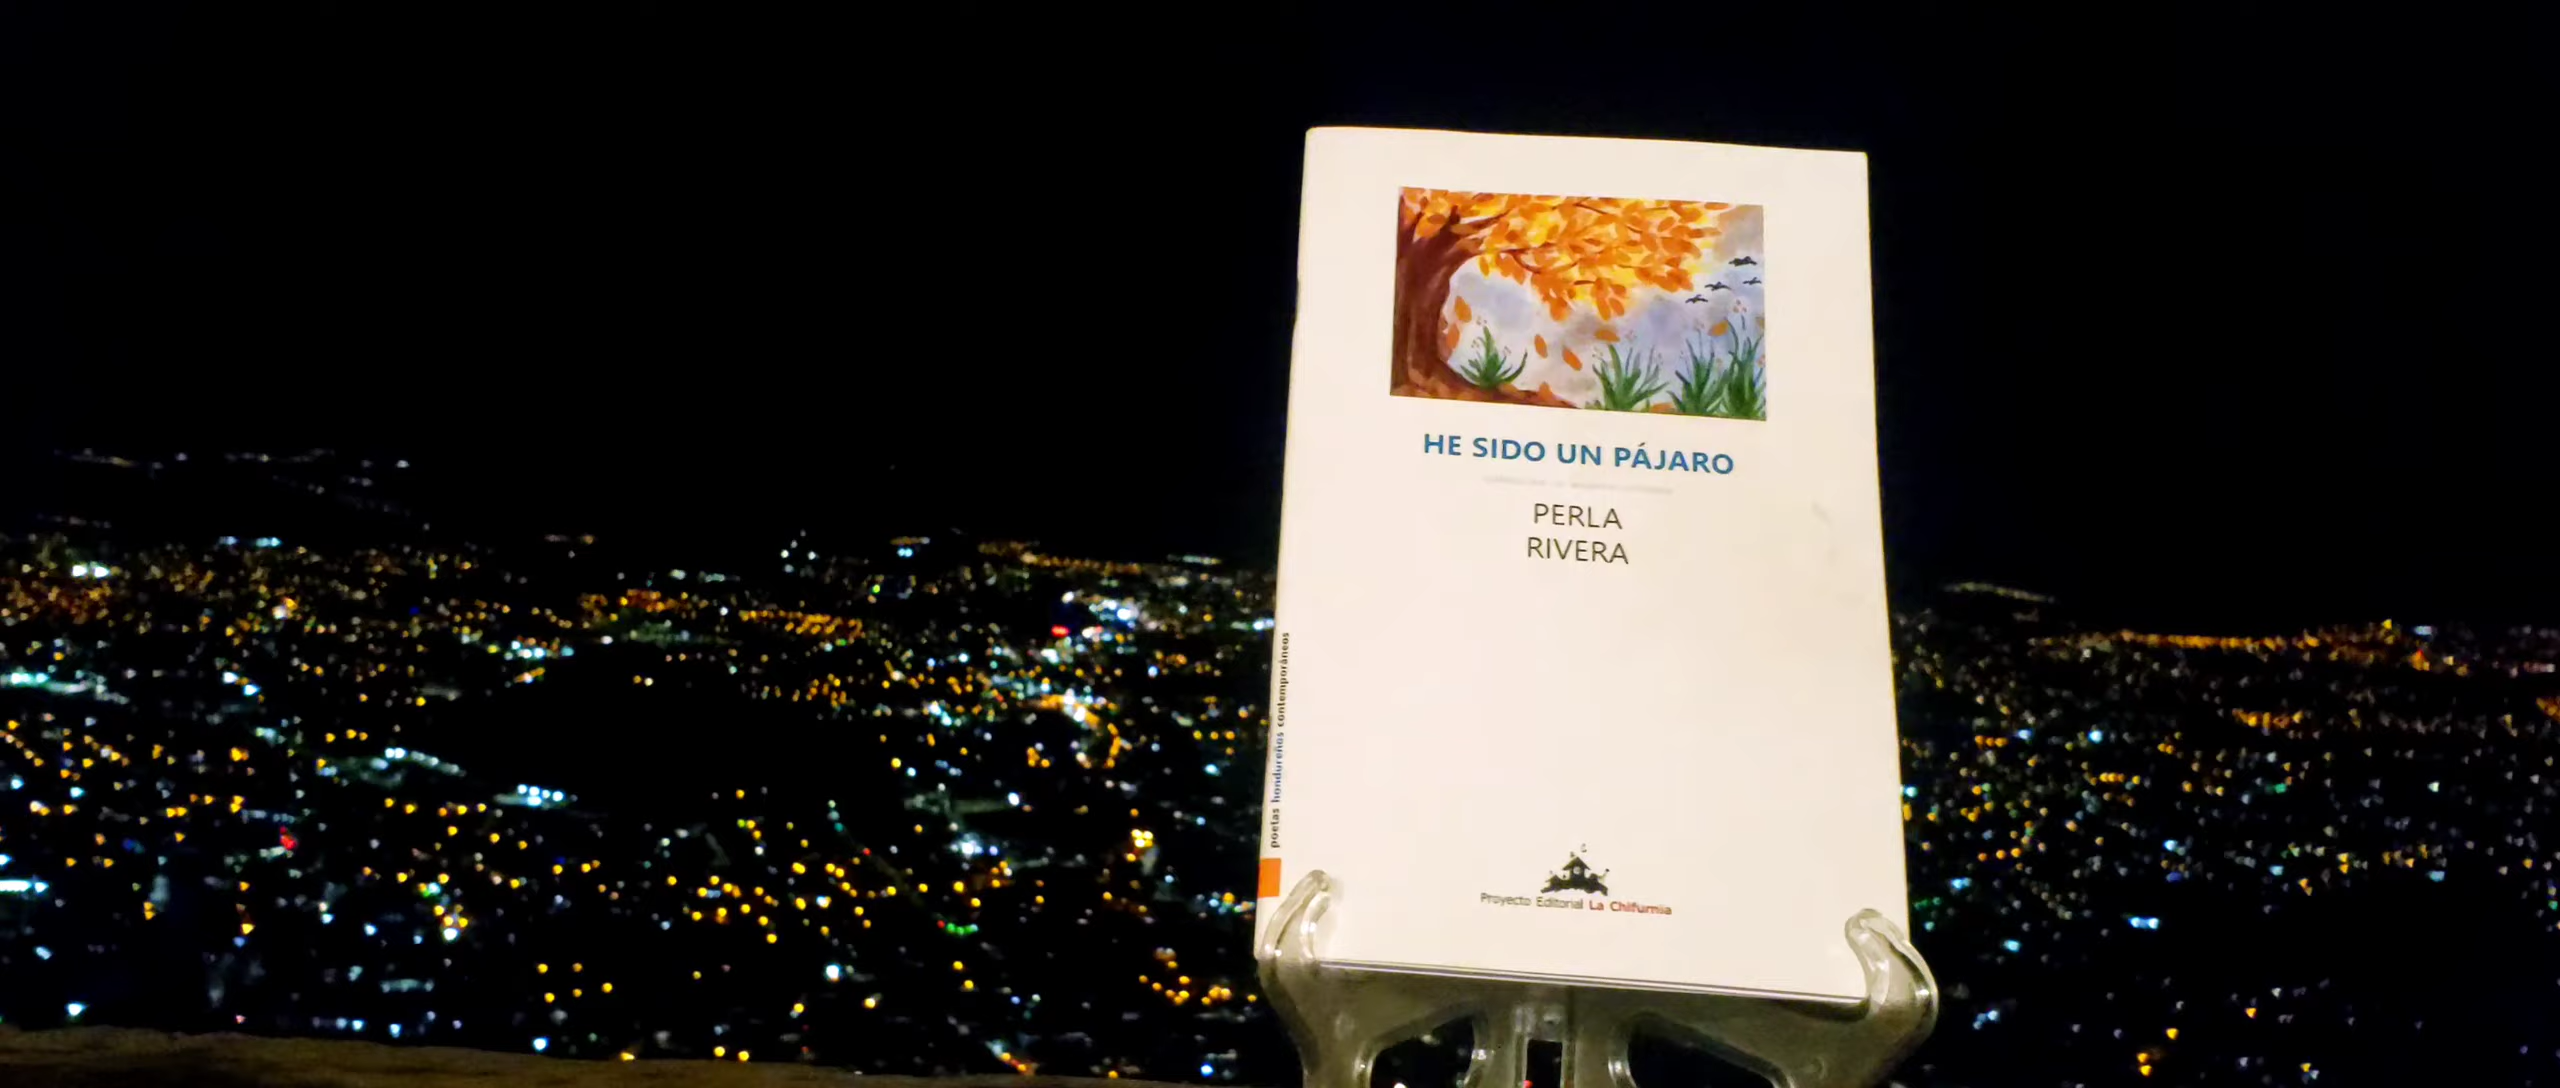 HE SIDO UN PÁJARO
PERLA
RIVERA
poetas hondureños contemporáneos
Proyecto Editorial La Chifurnia